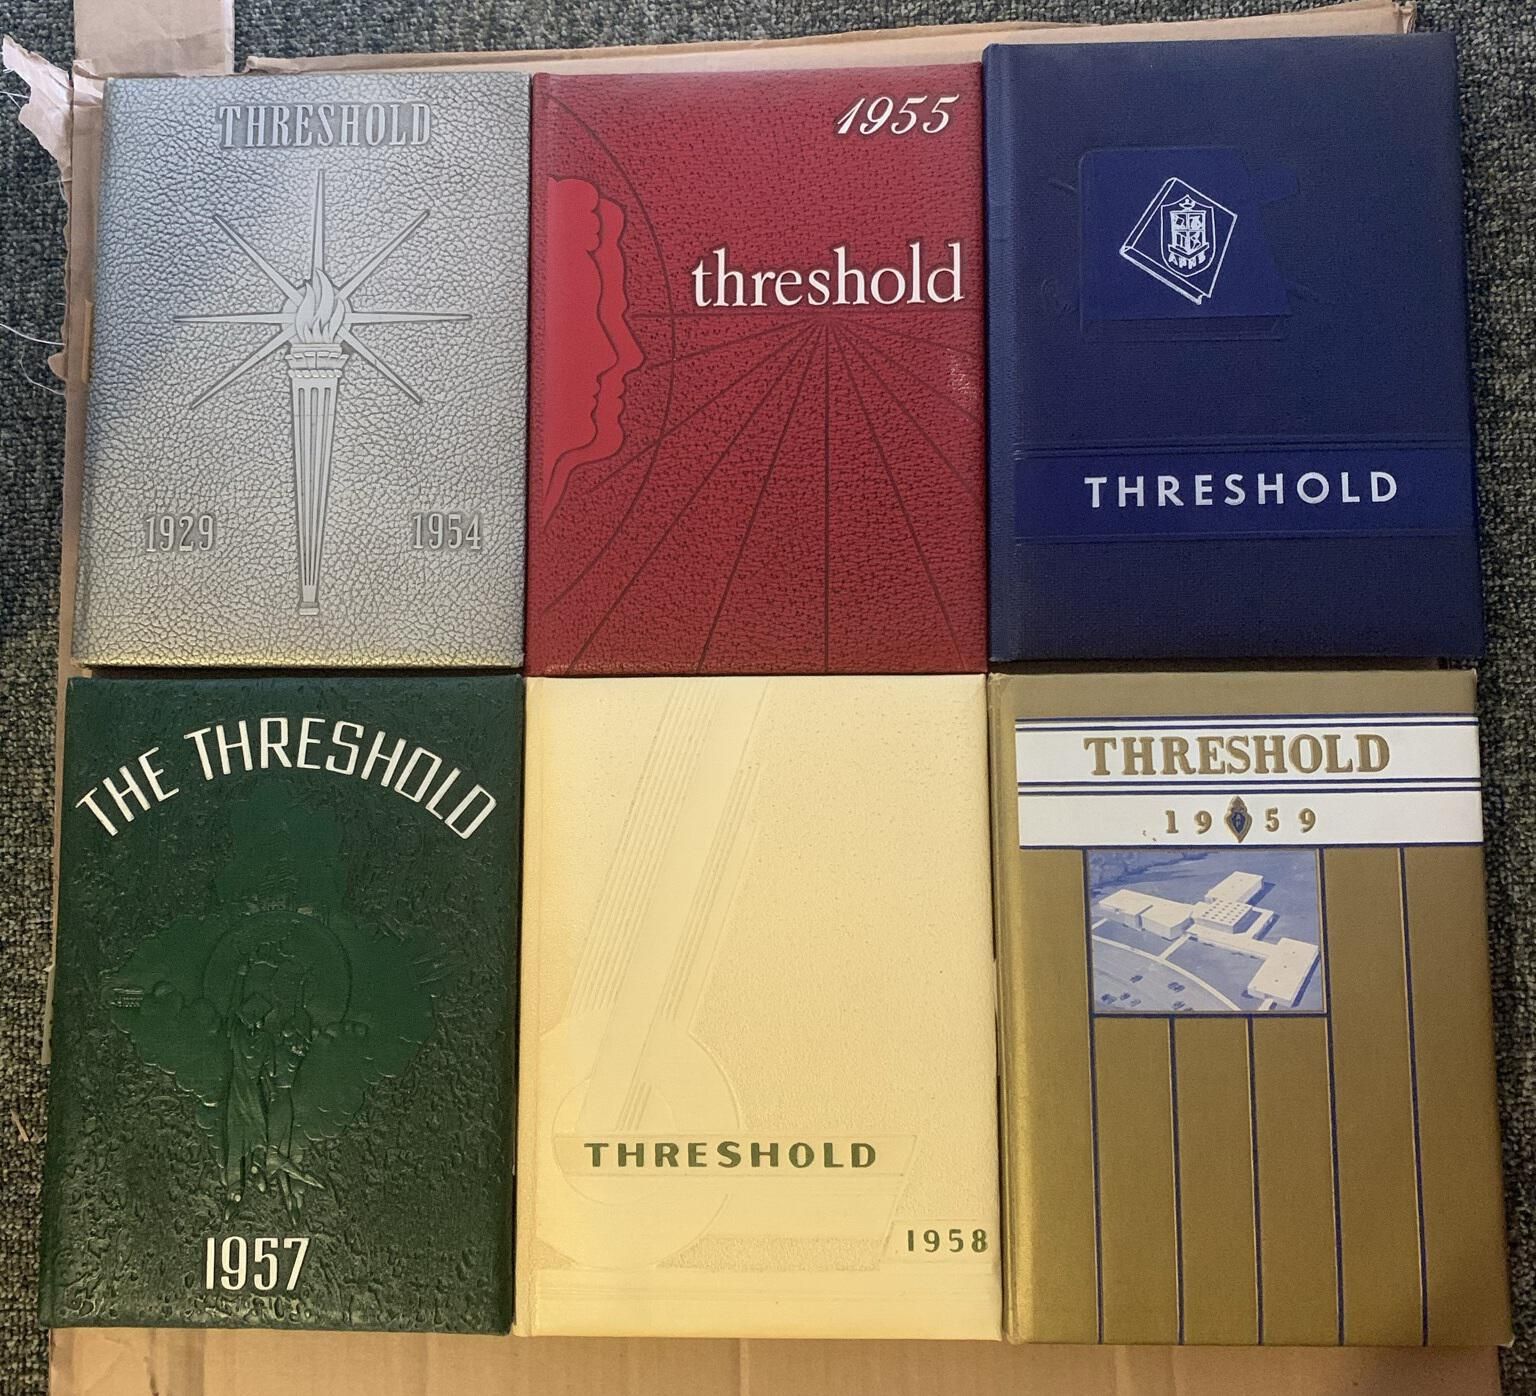 THRESHOLD
1929 1954
1955
threshold
THRESHOLD
THE THRESHOLD
1957
THRESHOLD
1958
THRESHOLD
1959